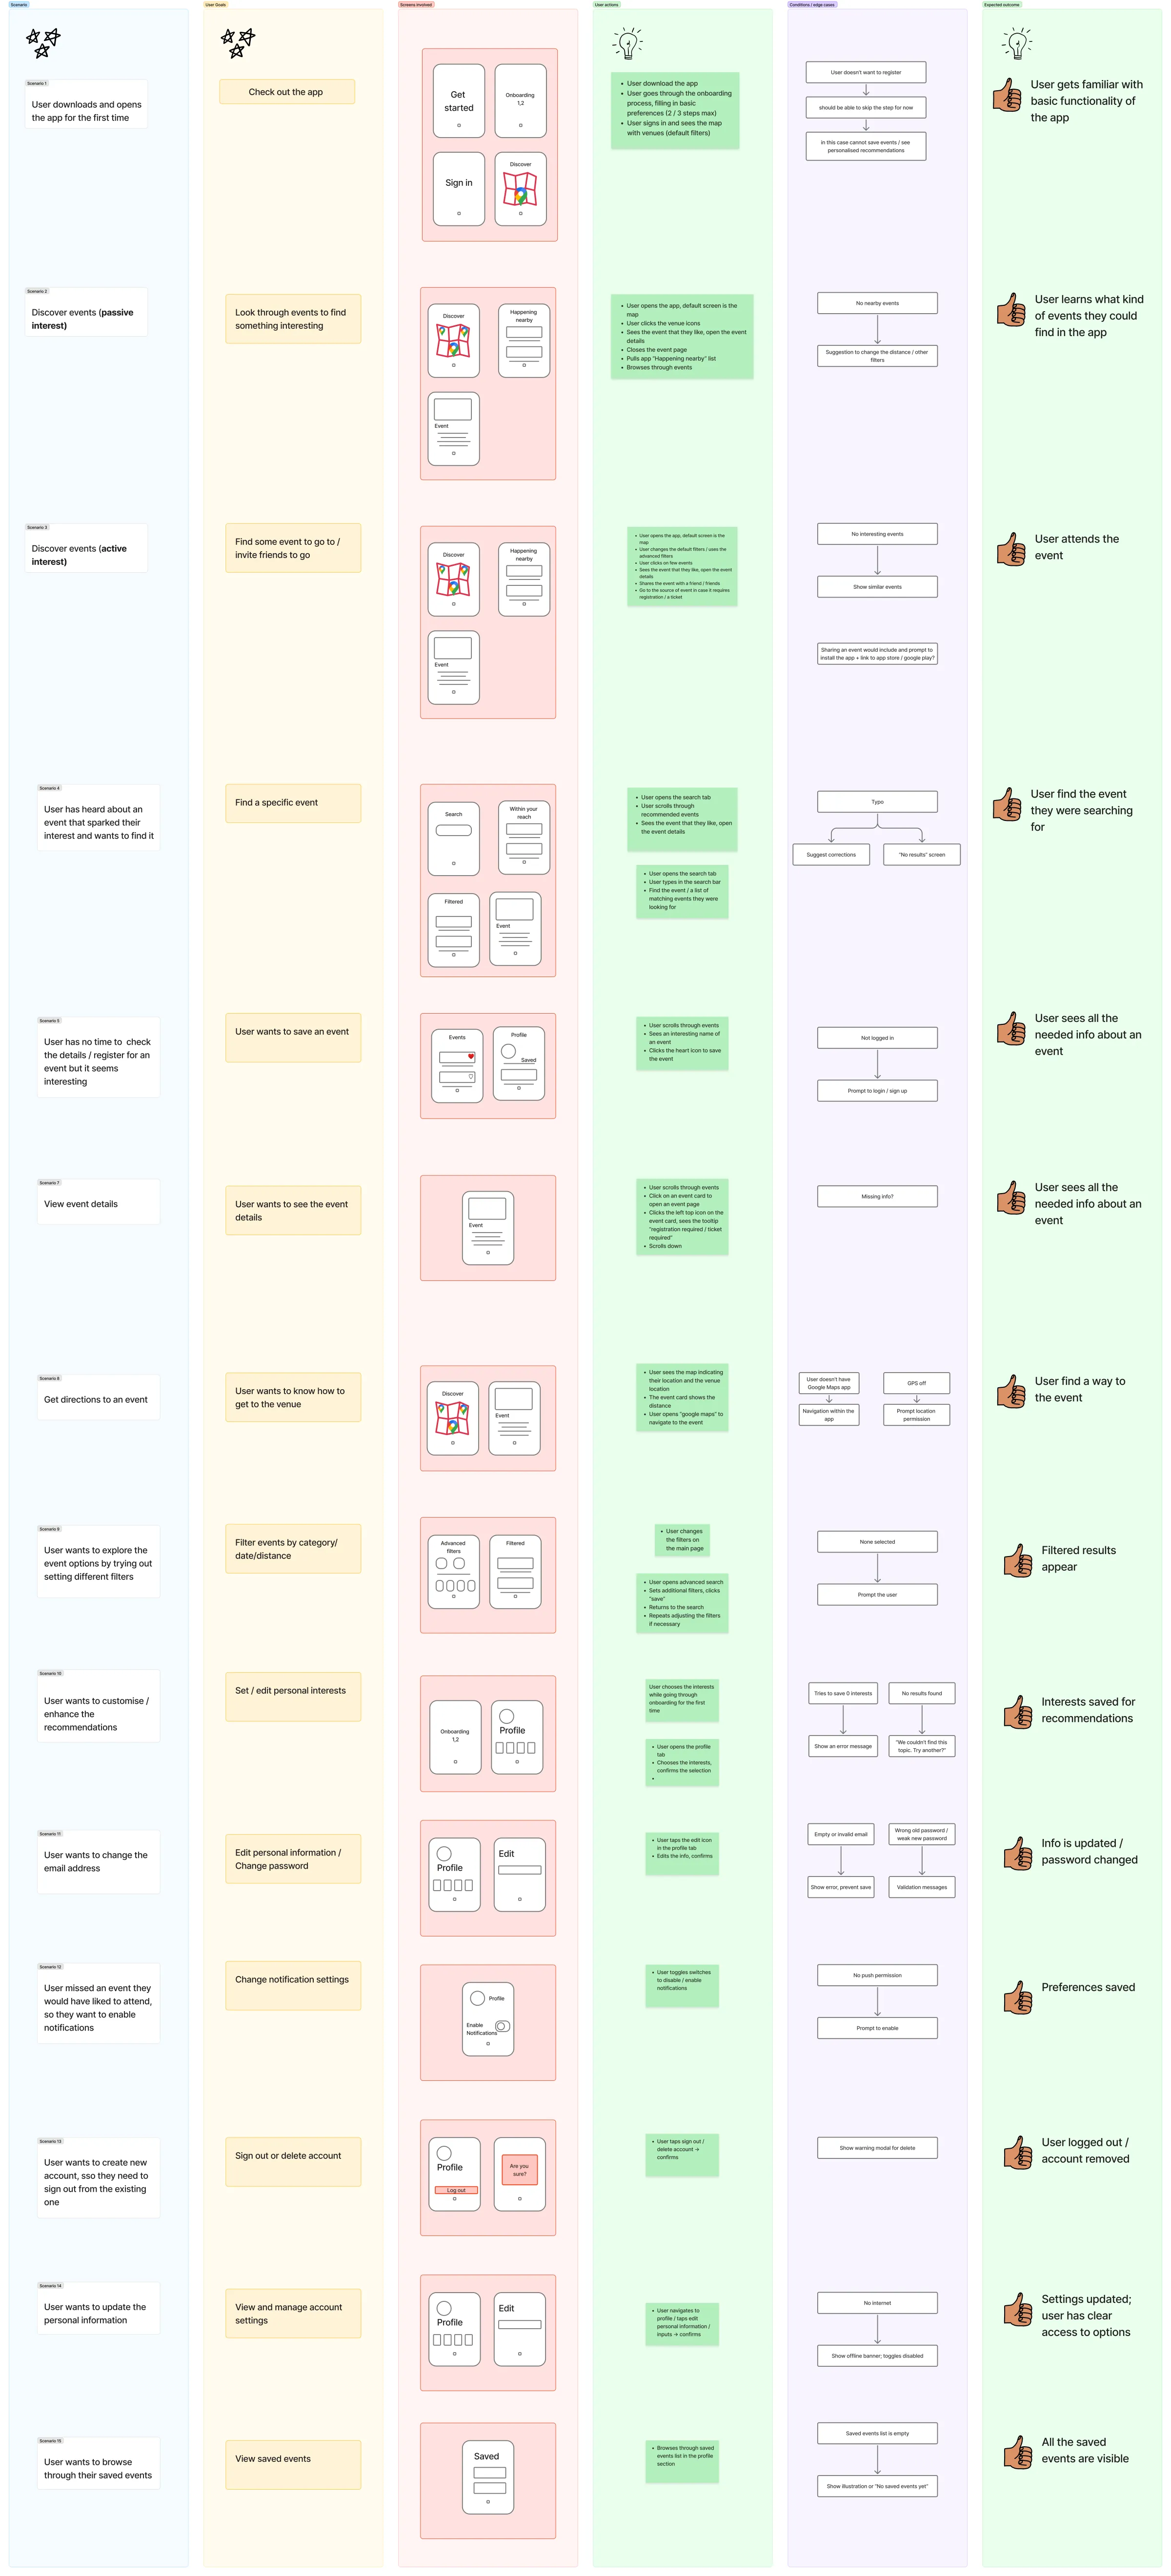 Scenario
User Goals
Screens involved
User actions
Conditions / edge cases
Expected outcome
Scenario 1
User downloads and opens
the app for the first time
Check out the app
Get
started
Onboarding
1,2
Sign in
Discover
User download the app
User goes through the onboarding
process, filling in basic
preferences (2 / 3 steps max)
User signs in and sees the map
with venues (default filters)
User doesn't want to register
should be able to skip the step for now
in this case cannot save events / see
personalised recommendations
User gets familiar with
basic functionality of
the app
Scenario 2
Discover events (passive
interest)
Look through events to find
something interesting
Discover
Happening
nearby
Event
User opens the app, default screen is the
map
User clicks the venue icons
Sees the event that they like, open the event
details
Closes the event page
Pulls app "Happening nearby" list
Browses through events
No nearby events
Suggestion to change the distance / other
filters
User learns what kind
of events they could
find in the app
Scenario 3
Discover events (active
interest)
Find some event to go to /
invite friends to go
Discover
Happening
nearby
Event
User opens the app, default screen is the
map
User changes the default filters / uses the
advanced filters
User clicks on few events
Sees the event that they like, open the event
details
Shares the event with a friend / friends
Go to the source of event in case it requires
registration / a ticket
No interesting events
Show similar events
Sharing an event would include and prompt to
install the app + link to app store / google play?
User attends the
event
Scenario 4
User has heard about an
event that sparked their
interest and wants to find it
Find a specific event
Search
Within your
reach
Filtered
Event
User opens the search tab
User scrolls through
recommended events
Sees the event that they like, open
the event details
User opens the search tab
User types in the search bar
Find the event / a list of
matching events they were
looking for
Typo
Suggest corrections
"No results" screen
User find the event
they were searching
for
Scenario 5
User has no time to check
the details / register for an
event but it seems
interesting
User wants to save an event
Events
Profile
Saved
User scrolls through events
Sees an interesting name of
an event
Clicks the heart icon to save
the event
Not logged in
Prompt to login / sign up
User sees all the
needed info about an
event
Scenario 7
View event details
User wants to see the event
details
Event
User scrolls through events
Click on an event card to
open an event page
Clicks the left top icon on the
event card, sees the tooltip
"registration required / ticket
required"
Scrolls down
Missing info?
User sees all the
needed info about an
event
Scenario 8
Get directions to an event
User wants to know how to
get to the venue
Discover
Event
User sees the map indicating
their location and the venue
location
The event card shows the
distance
User opens "google maps" to
navigate to the event
User doesn't have
Google Maps app
Navigation within the
app
GPS off
Prompt location
permission
User find a way to
the event
Scenario 9
User wants to explore the
event options by trying out
setting different filters
Filter events by category/
date/distance
Advanced
filters
Filtered
User changes
the filters on
the main page
User opens advanced search
Sets additional filters, clicks
"save"
Returns to the search
Repeats adjusting the filters
if necessary
None selected
Prompt the user
Filtered results
appear
Scenario 10
User wants to customise /
enhance the
recommendations
Set / edit personal interests
Onboarding
1,2
Profile
User chooses the interests
while going through
onboarding for the first
time
User opens the profile
tab
Chooses the interests,
confirms the selection
Tries to save 0 interests
Show an error message
No results found
"We couldn't find this
topic. Try another?"
Interests saved for
recommendations
Scenario 11
User wants to change the
email address
Edit personal information /
Change password
Profile
Edit
User taps the edit icon
in the profile tab
Edits the info, confirms
Empty or invalid email
Show error, prevent save
Wrong old password /
weak new password
Validation messages
Info is updated /
password changed
Scenario 12
User missed an event they
would have liked to attend,
so they want to enable
notifications
Change notification settings
Profile
Enable
Notifications
User toggles switches
to disable / enable
notifications
No push permission
Prompt to enable
Preferences saved
Scenario 13
User wants to create new
account, sso they need to
sign out from the existing
one
Sign out or delete account
Profile
Log out
Are you
sure?
User taps sign out /
delete account →
confirms
Show warning modal for delete
User logged out /
account removed
Scenario 14
User wants to update the
personal information
View and manage account
settings
Profile
Edit
User navigates to
profile / taps edit
personal information /
inputs → confirms
No internet
Show offline banner; toggles disabled
Settings updated;
user has clear
access to options
Scenario 15
User wants to browse
through their saved events
View saved events
Saved
Browses through saved
events list in the profile
section
Saved events list is empty
Show illustration or "No saved events yet"
All the saved
events are visible